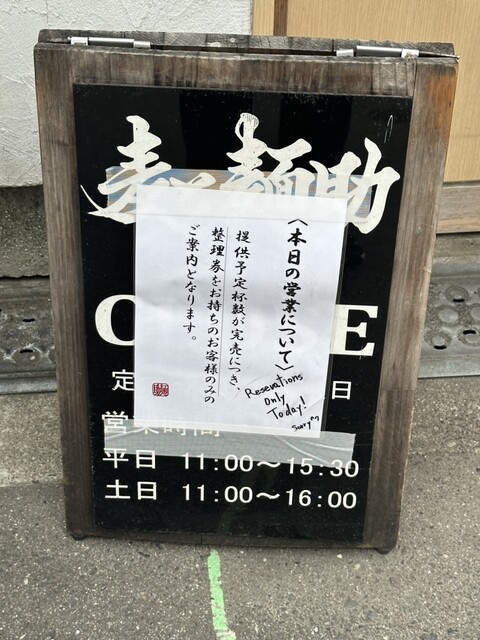 麺助
〈本日の営業について〉
提供予定杯数が完売につき、
整理券をお持ちのお客様のみの
ご案内となります。
Resevations
Only
Today!
Sorry
定
日
営業時間
平日 11:00～15:30
土日 11:00～16:00